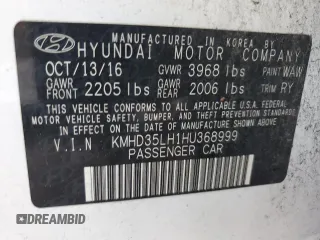 MANUFACTURED IN KOREA BY
HYUNDAI MOTOR COMPANY
OCT/13/16 GVWR 3968 lbs PAINT WAW
GAWR FRONT 2205 lbs GAWR REAR 2006 lbs TRIM RY
THIS VEHICLE CONFORMS TO ALL APPLICABLE U.S. FEDERAL
MOTOR VEHICLE SAFETY, BUMPER, AND THEFT PREVENTION
STANDARDS IN EFFECT ON THE DATE OF MANUFACTURE SHOWN ABOVE.
V.I.N KMHD35LH1HU368999
PASSENGER CAR
DREAMBID